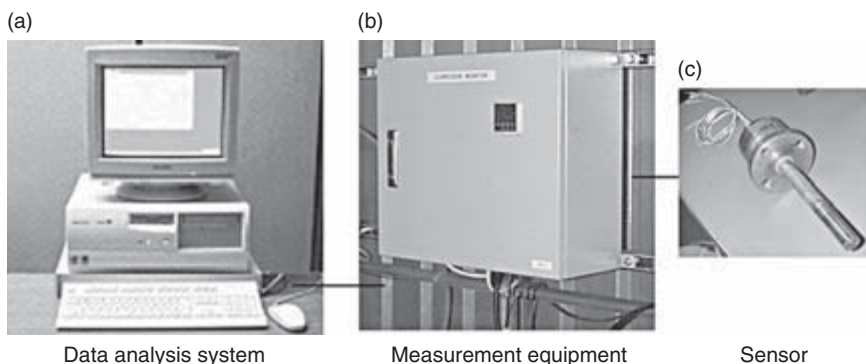 (a)
(b)
(c)
CORROSION MONITOR
Data analysis system
Measurement equipment
Sensor